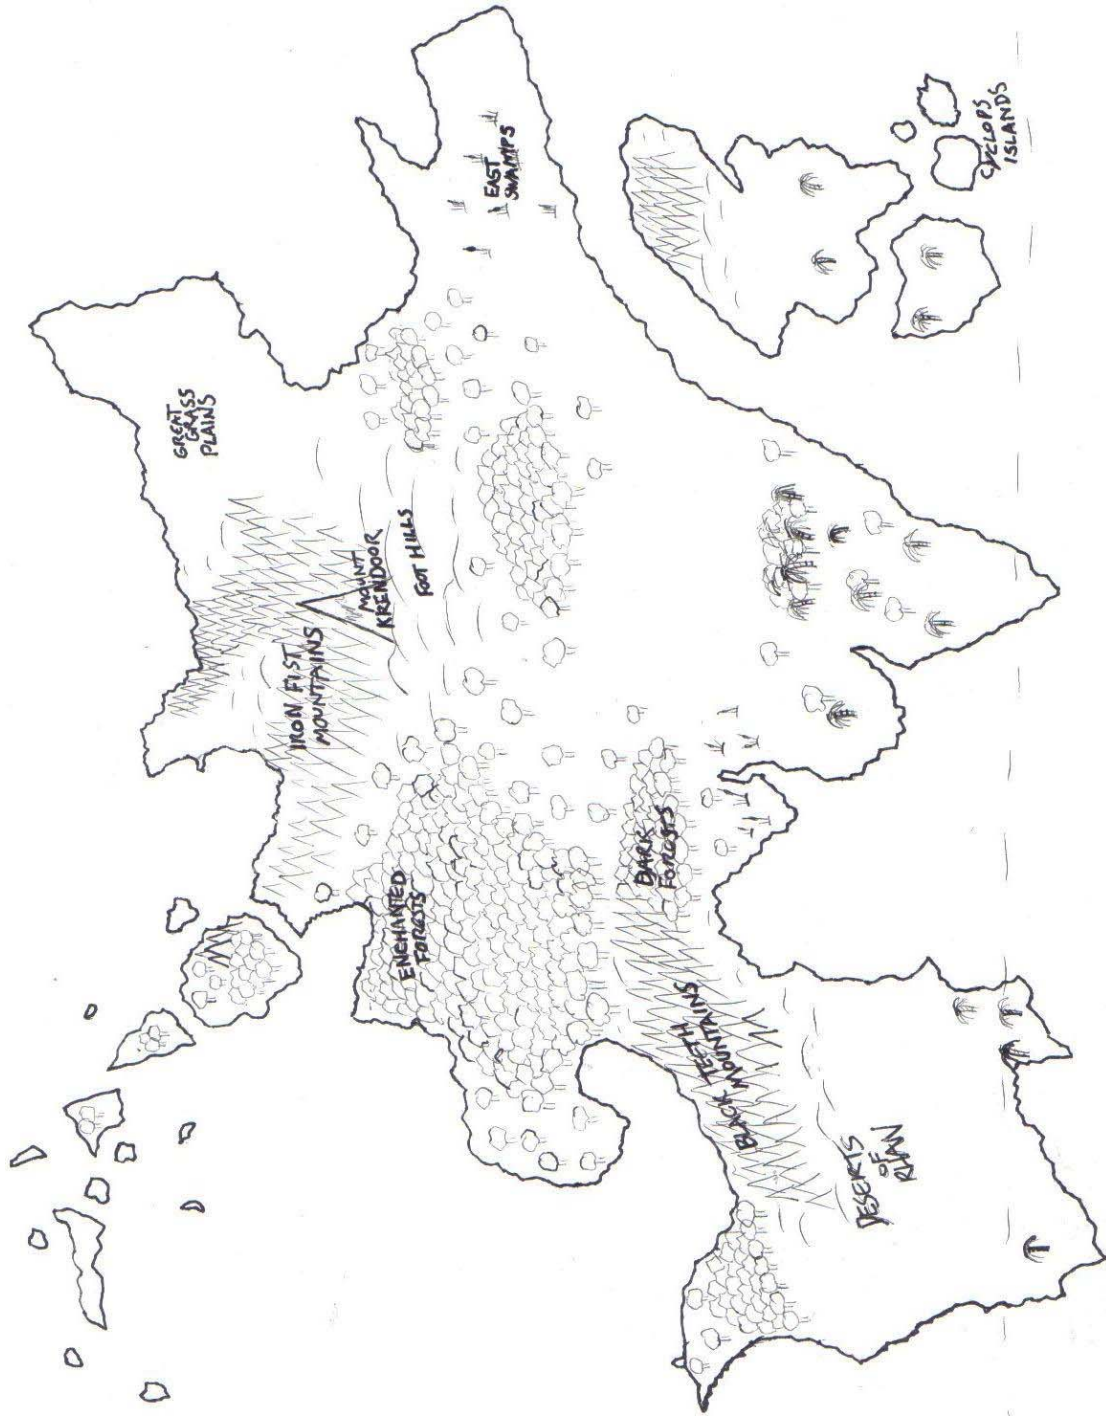 GREAT
GRASS
PLAINS
IRON FIST
MOUNTAINS
MOUNT
KRENDOOR
ENCHANTED
FORESTS
FOOT HILLS
EAST
SWAMPS
DARK
FORESTS
BLACK TEETH
MOUNTAINS
DESERTS
OF
RHAN
CYCLOPS
ISLANDS